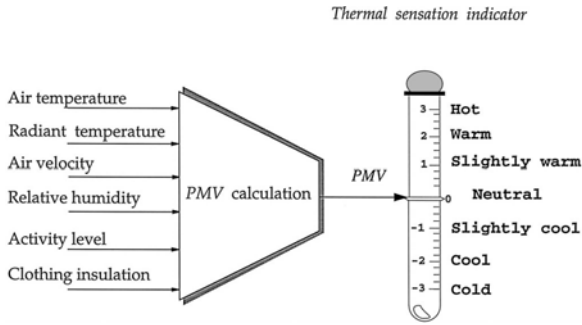 Thermal sensation indicator
Air temperature
Radiant temperature
Air velocity
Relative humidity
Activity level
Clothing insulation
PMV calculation
PMV
3 Hot
2 Warm
1 Slightly warm
0 Neutral
-1 Slightly cool
-2 Cool
-3 Cold